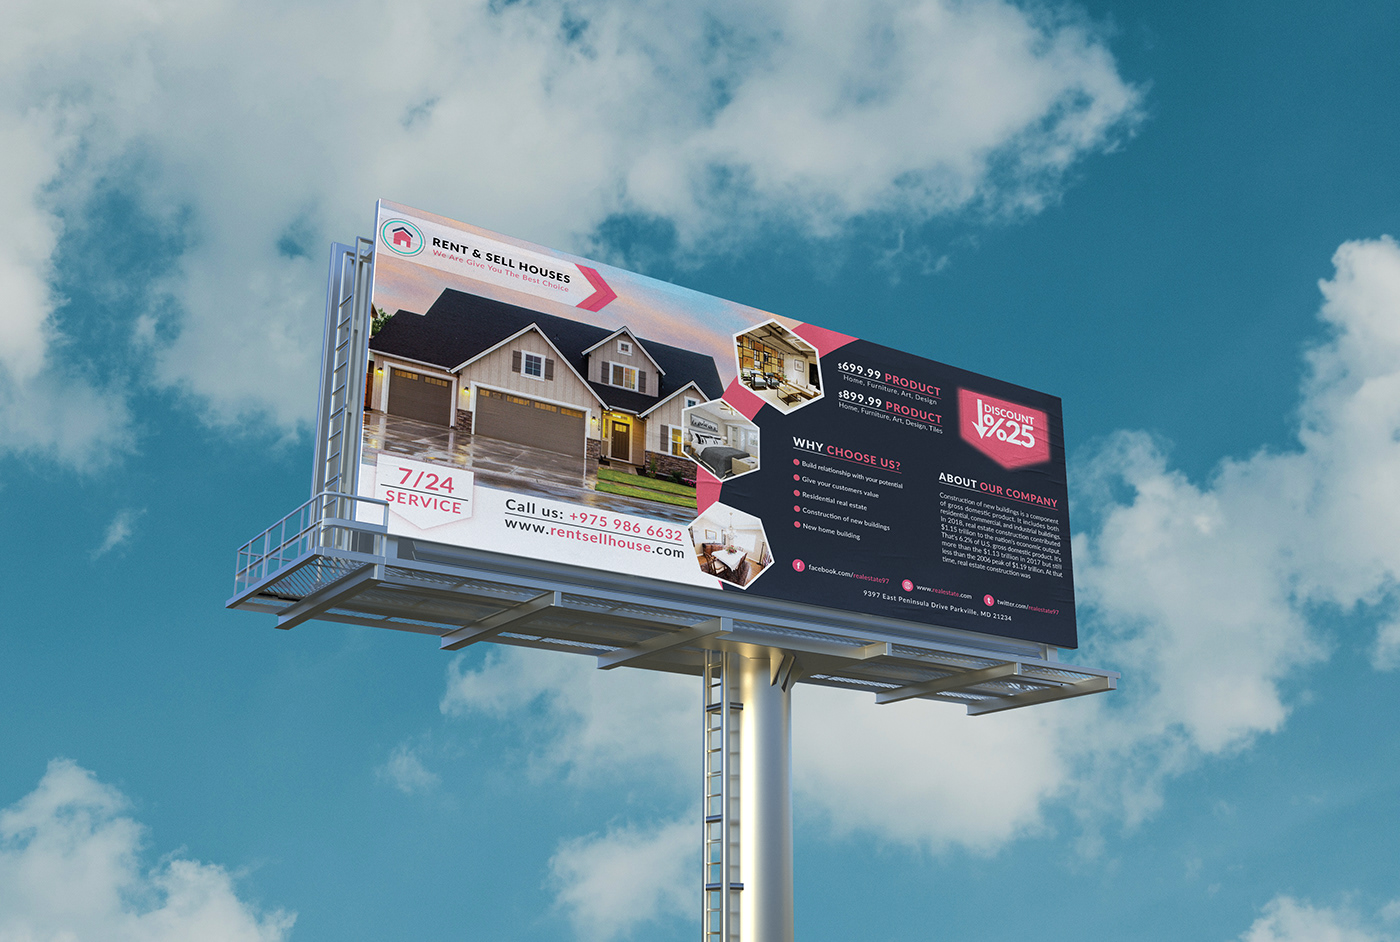 RENT & SELL HOUSES
We Are Give You The Best Choice
7/24
SERVICE
Call us: +975 986 6632
www.rentsellhouse.com
$699.99 PRODUCT
Home, Furniture, Art, Design
$899.99 PRODUCT
Home, Furniture, Art, Design, Tiles
DISCOUNT
%25
WHY CHOOSE US?
Build relationship with your potential
Give your customers value
Residential real estate
Construction of new buildings
New home building
ABOUT OUR COMPANY
Construction of new buildings is a component
of gross domestic product. It includes both
residential, commercial, and industrial buildings.
In 2018, real estate construction contributed
$1.15 trillion to the nation's economic output.
That's 6.2% of U.S. gross domestic product. It's
more than the $1.13 trillion in 2017 but still
less than the 2006 peak of $1.19 trillion. At that
time, real estate construction was
facebook.com/realestate97
www.realestate.com
twitter.com/realestate97
9397 East Peninsula Drive Parkville, MD 21234